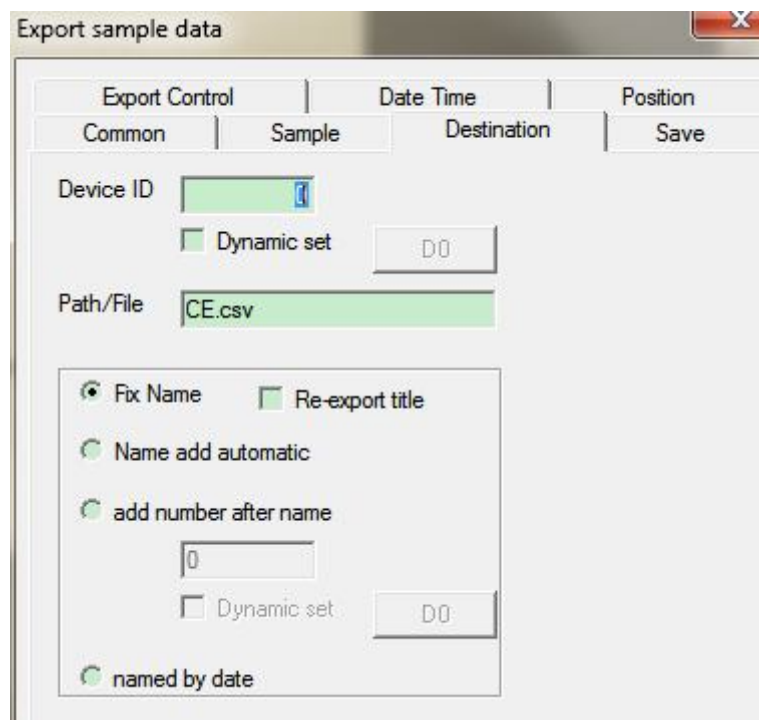 Export sample data
Export Control Date Time Position
Common Sample Destination Save
Device ID 0
Dynamic set D0
Path/File CE.csv
Fix Name Re-export title
Name add automatic
add number after name
0
Dynamic set D0
named by date